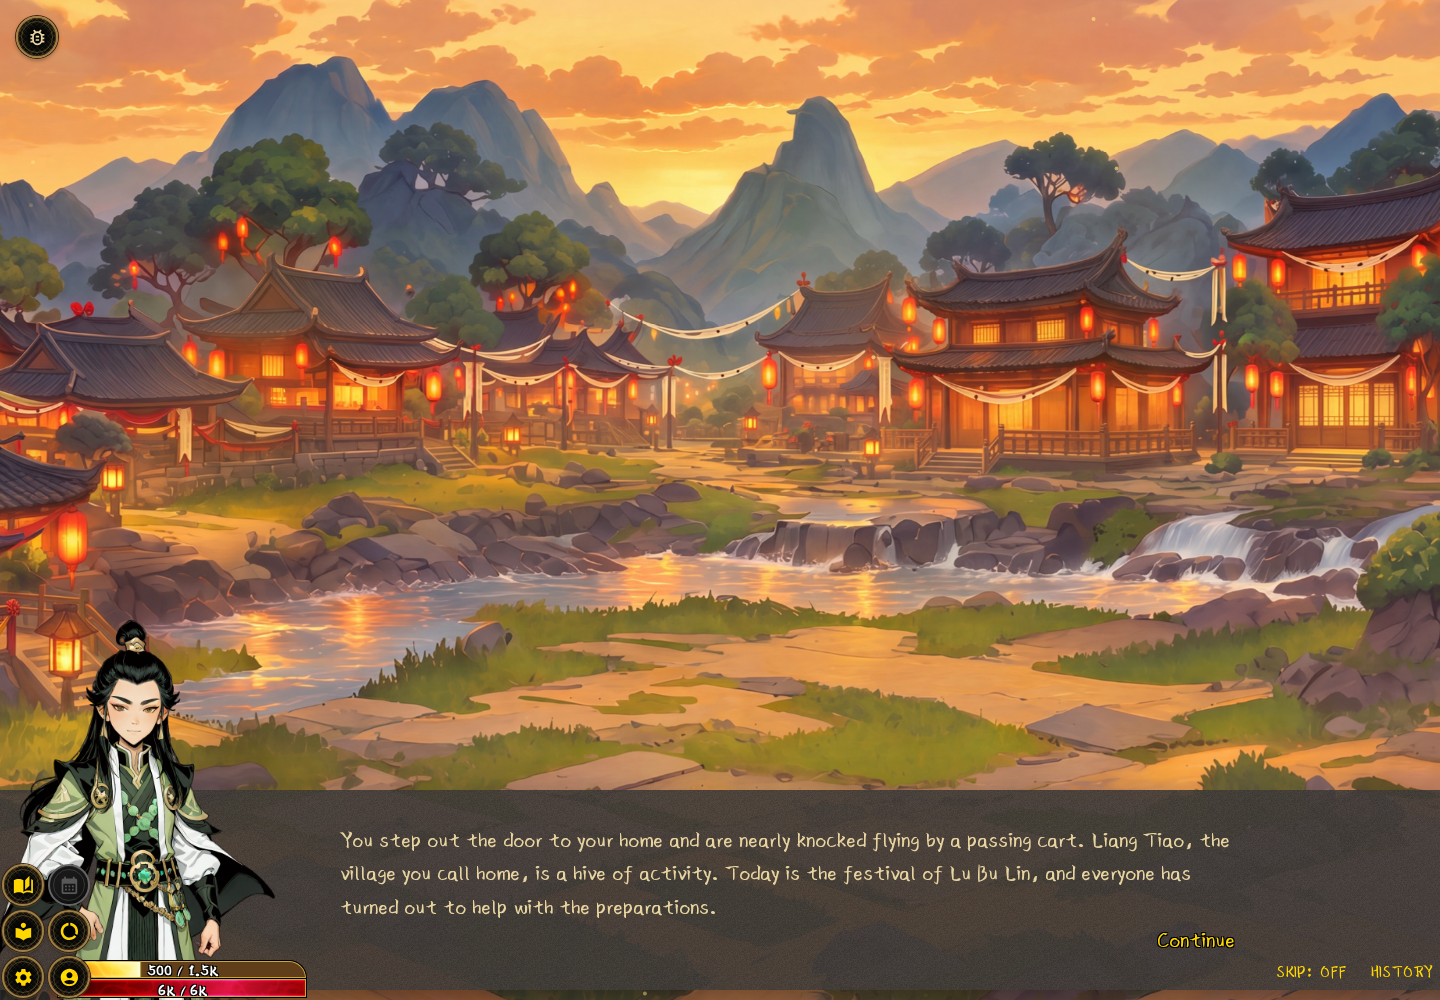 You step out the door to your home and are nearly knocked flying by a passing cart. Liang Tiao, the
village you call home, is a hive of activity. Today is the festival of Lu Bu Lin, and everyone has
turned out to help with the preparations.
Continue
SKIP: OFF HISTORY
500 / 1.5K
6K / 6K